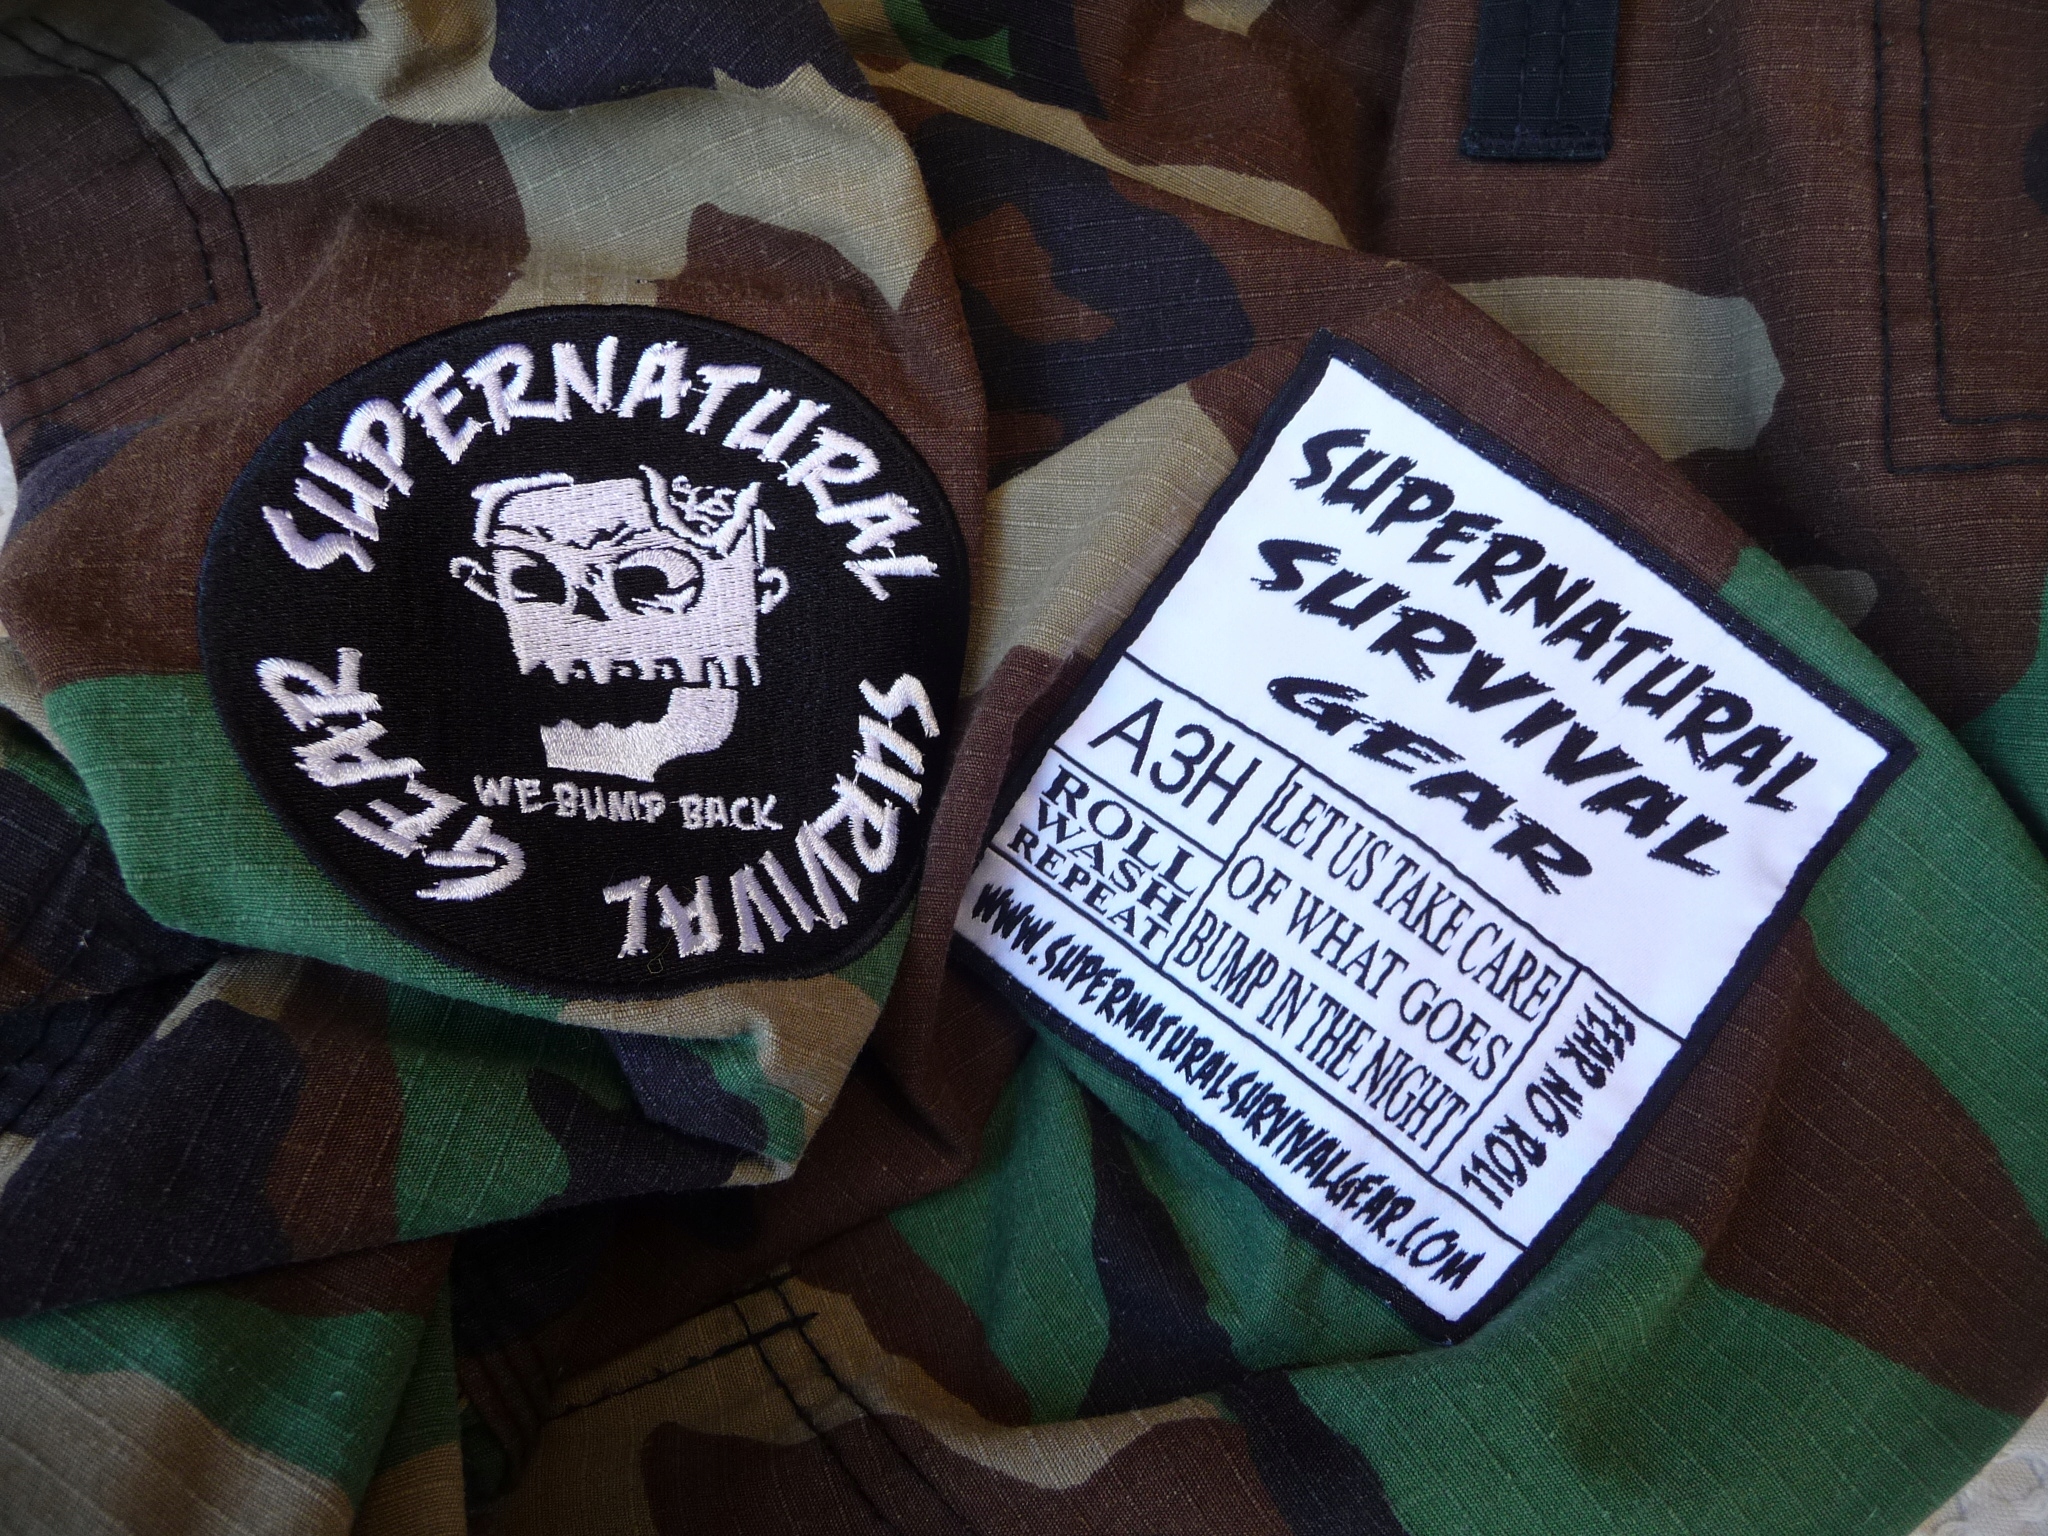 SUPERNATURAL
SURVIVAL
GEAR
WE BUMP BACK
SUPERNATURAL
SURVIVAL
GEAR
A3H
ROLL
WASH
REPEAT
LET US TAKE CARE
OF WHAT GOES
BUMP IN THE NIGHT
FEAR NO ROLL
WWW.SUPERNATURALSURVIVALGEAR.COM